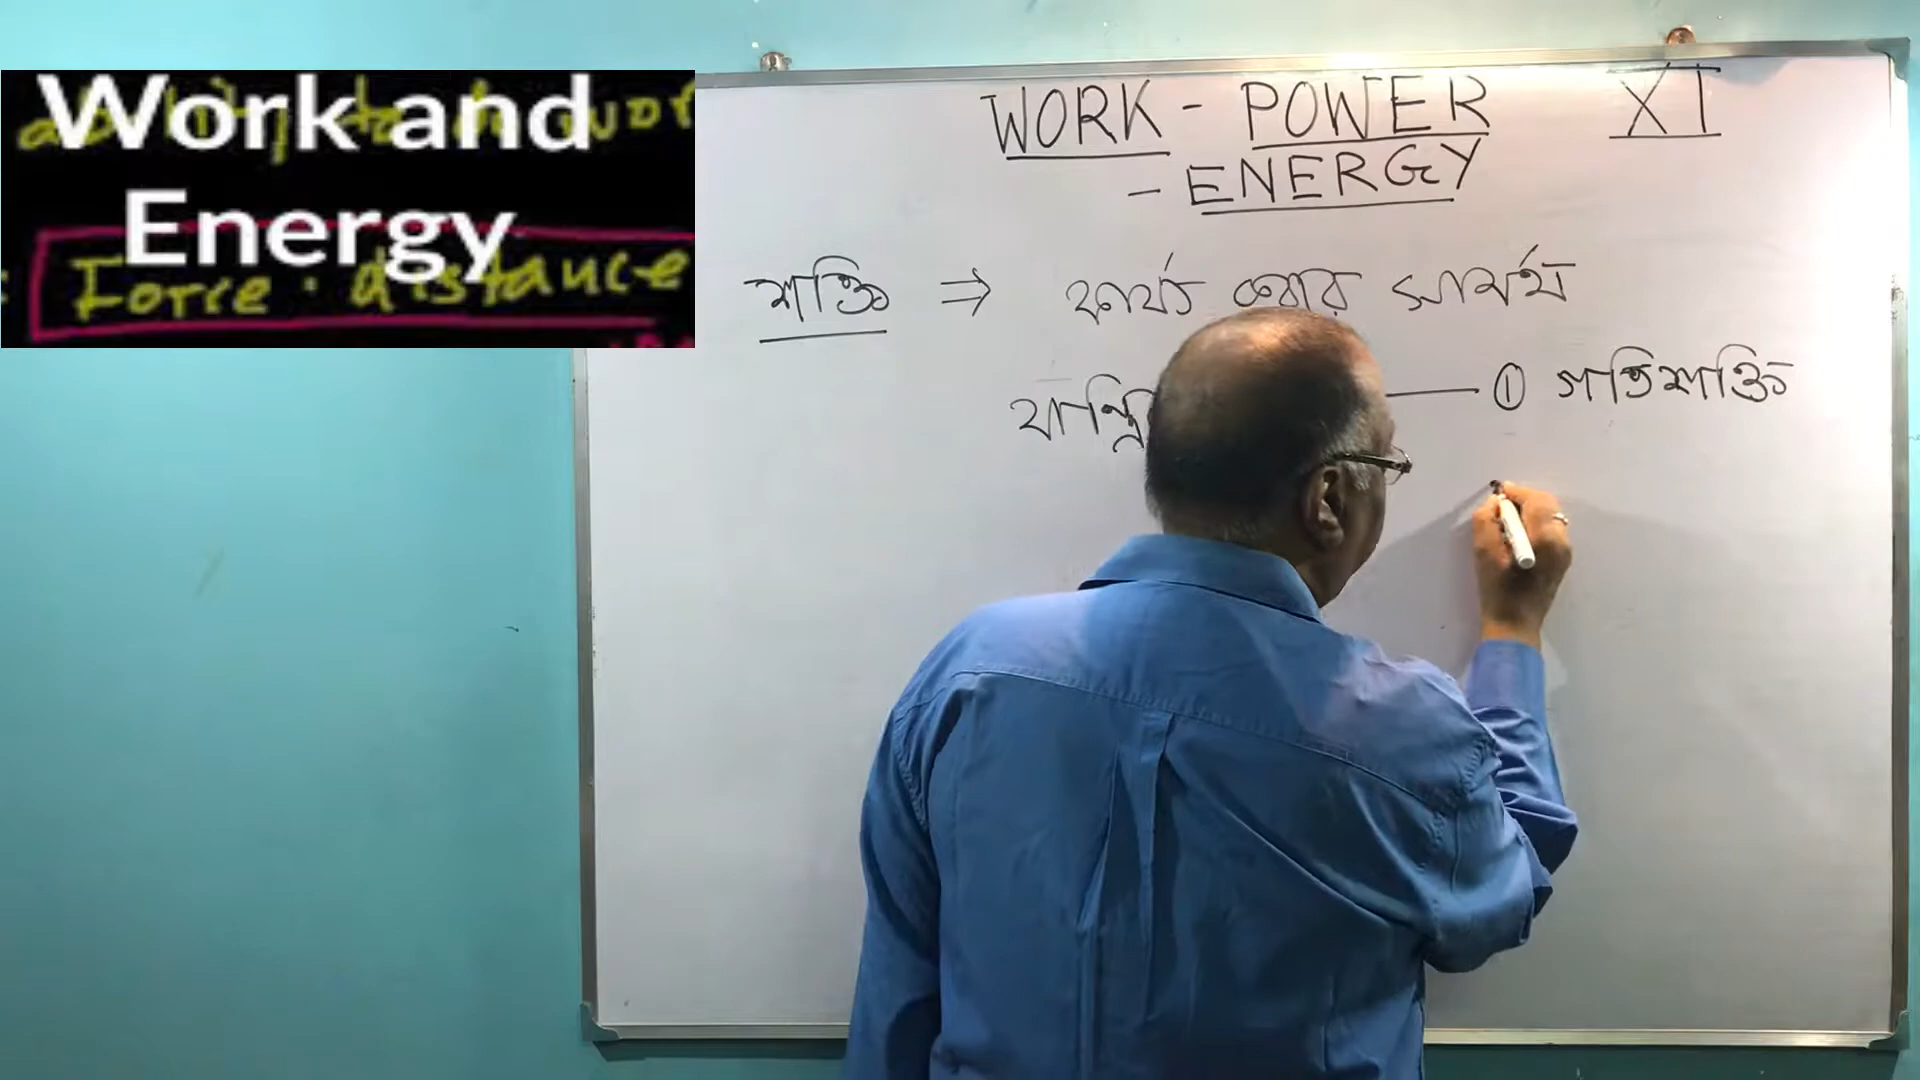 Work and
Energy
Force · distance
WORK - POWER XI
- ENERGY
শক্তি ⇒ কার্য করার সামর্থ্য
① গতিশক্তি